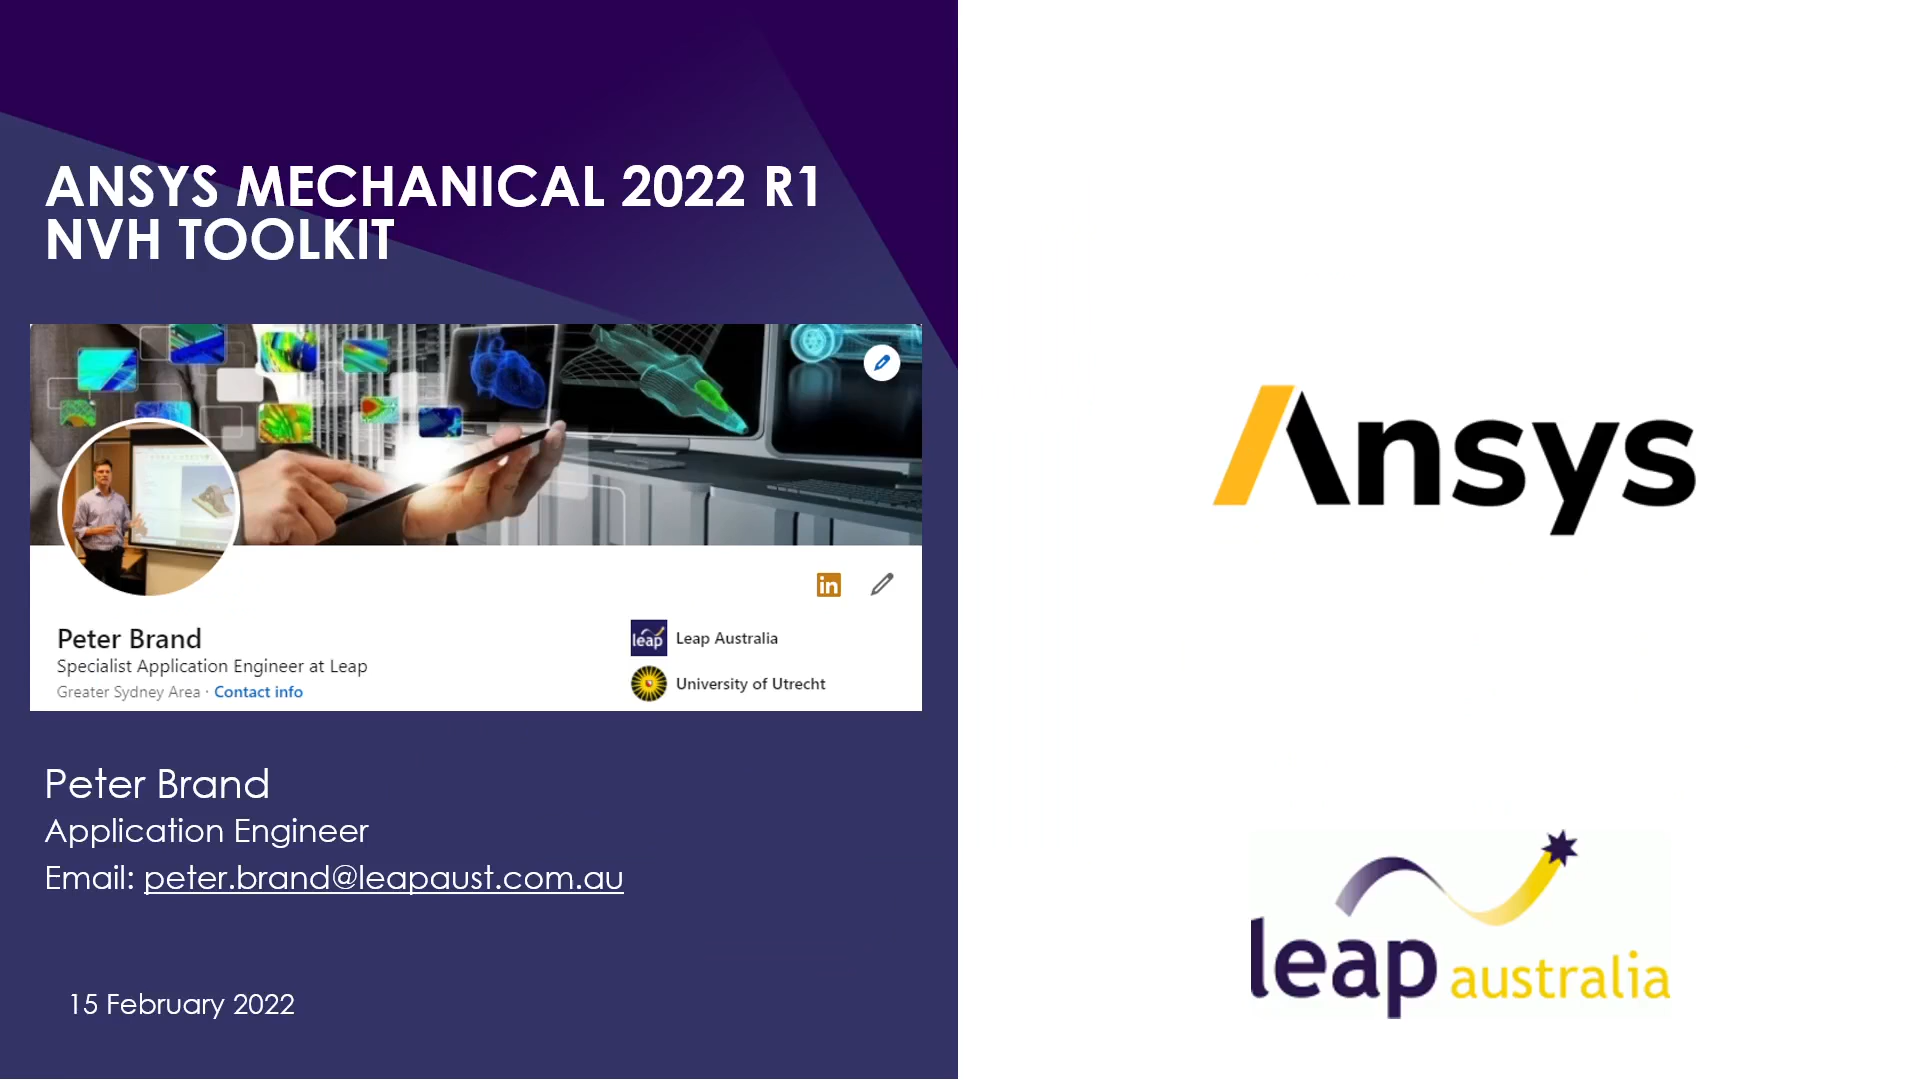 ANSYS MECHANICAL 2022 R1
NVH TOOLKIT
in
Peter Brand
Specialist Application Engineer at Leap
Greater Sydney Area · Contact info
leap Leap Australia
University of Utrecht
Peter Brand
Application Engineer
Email: peter.brand@leapaust.com.au
15 February 2022
Ansys
leap australia